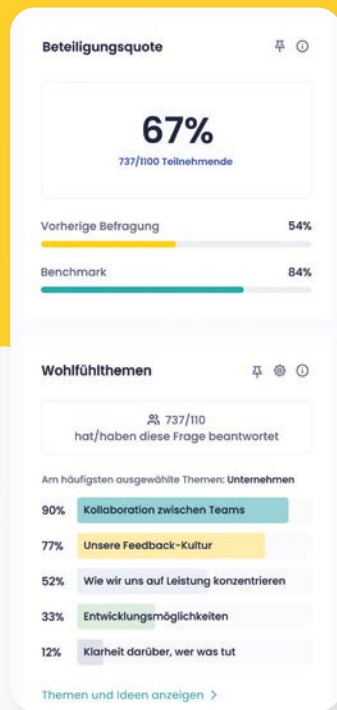 Beteiligungsquote
67%
737/1100 Teilnehmende
Vorherige Befragung 54%
Benchmark 84%
Wohlfühlthemen
737/110
hat/haben diese Frage beantwortet
Am häufigsten ausgewählte Themen: Unternehmen
90% Kollaboration zwischen Teams
77% Unsere Feedback-Kultur
52% Wie wir uns auf Leistung konzentrieren
33% Entwicklungsmöglichkeiten
12% Klarheit darüber, wer was tut
Themen und Ideen anzeigen >